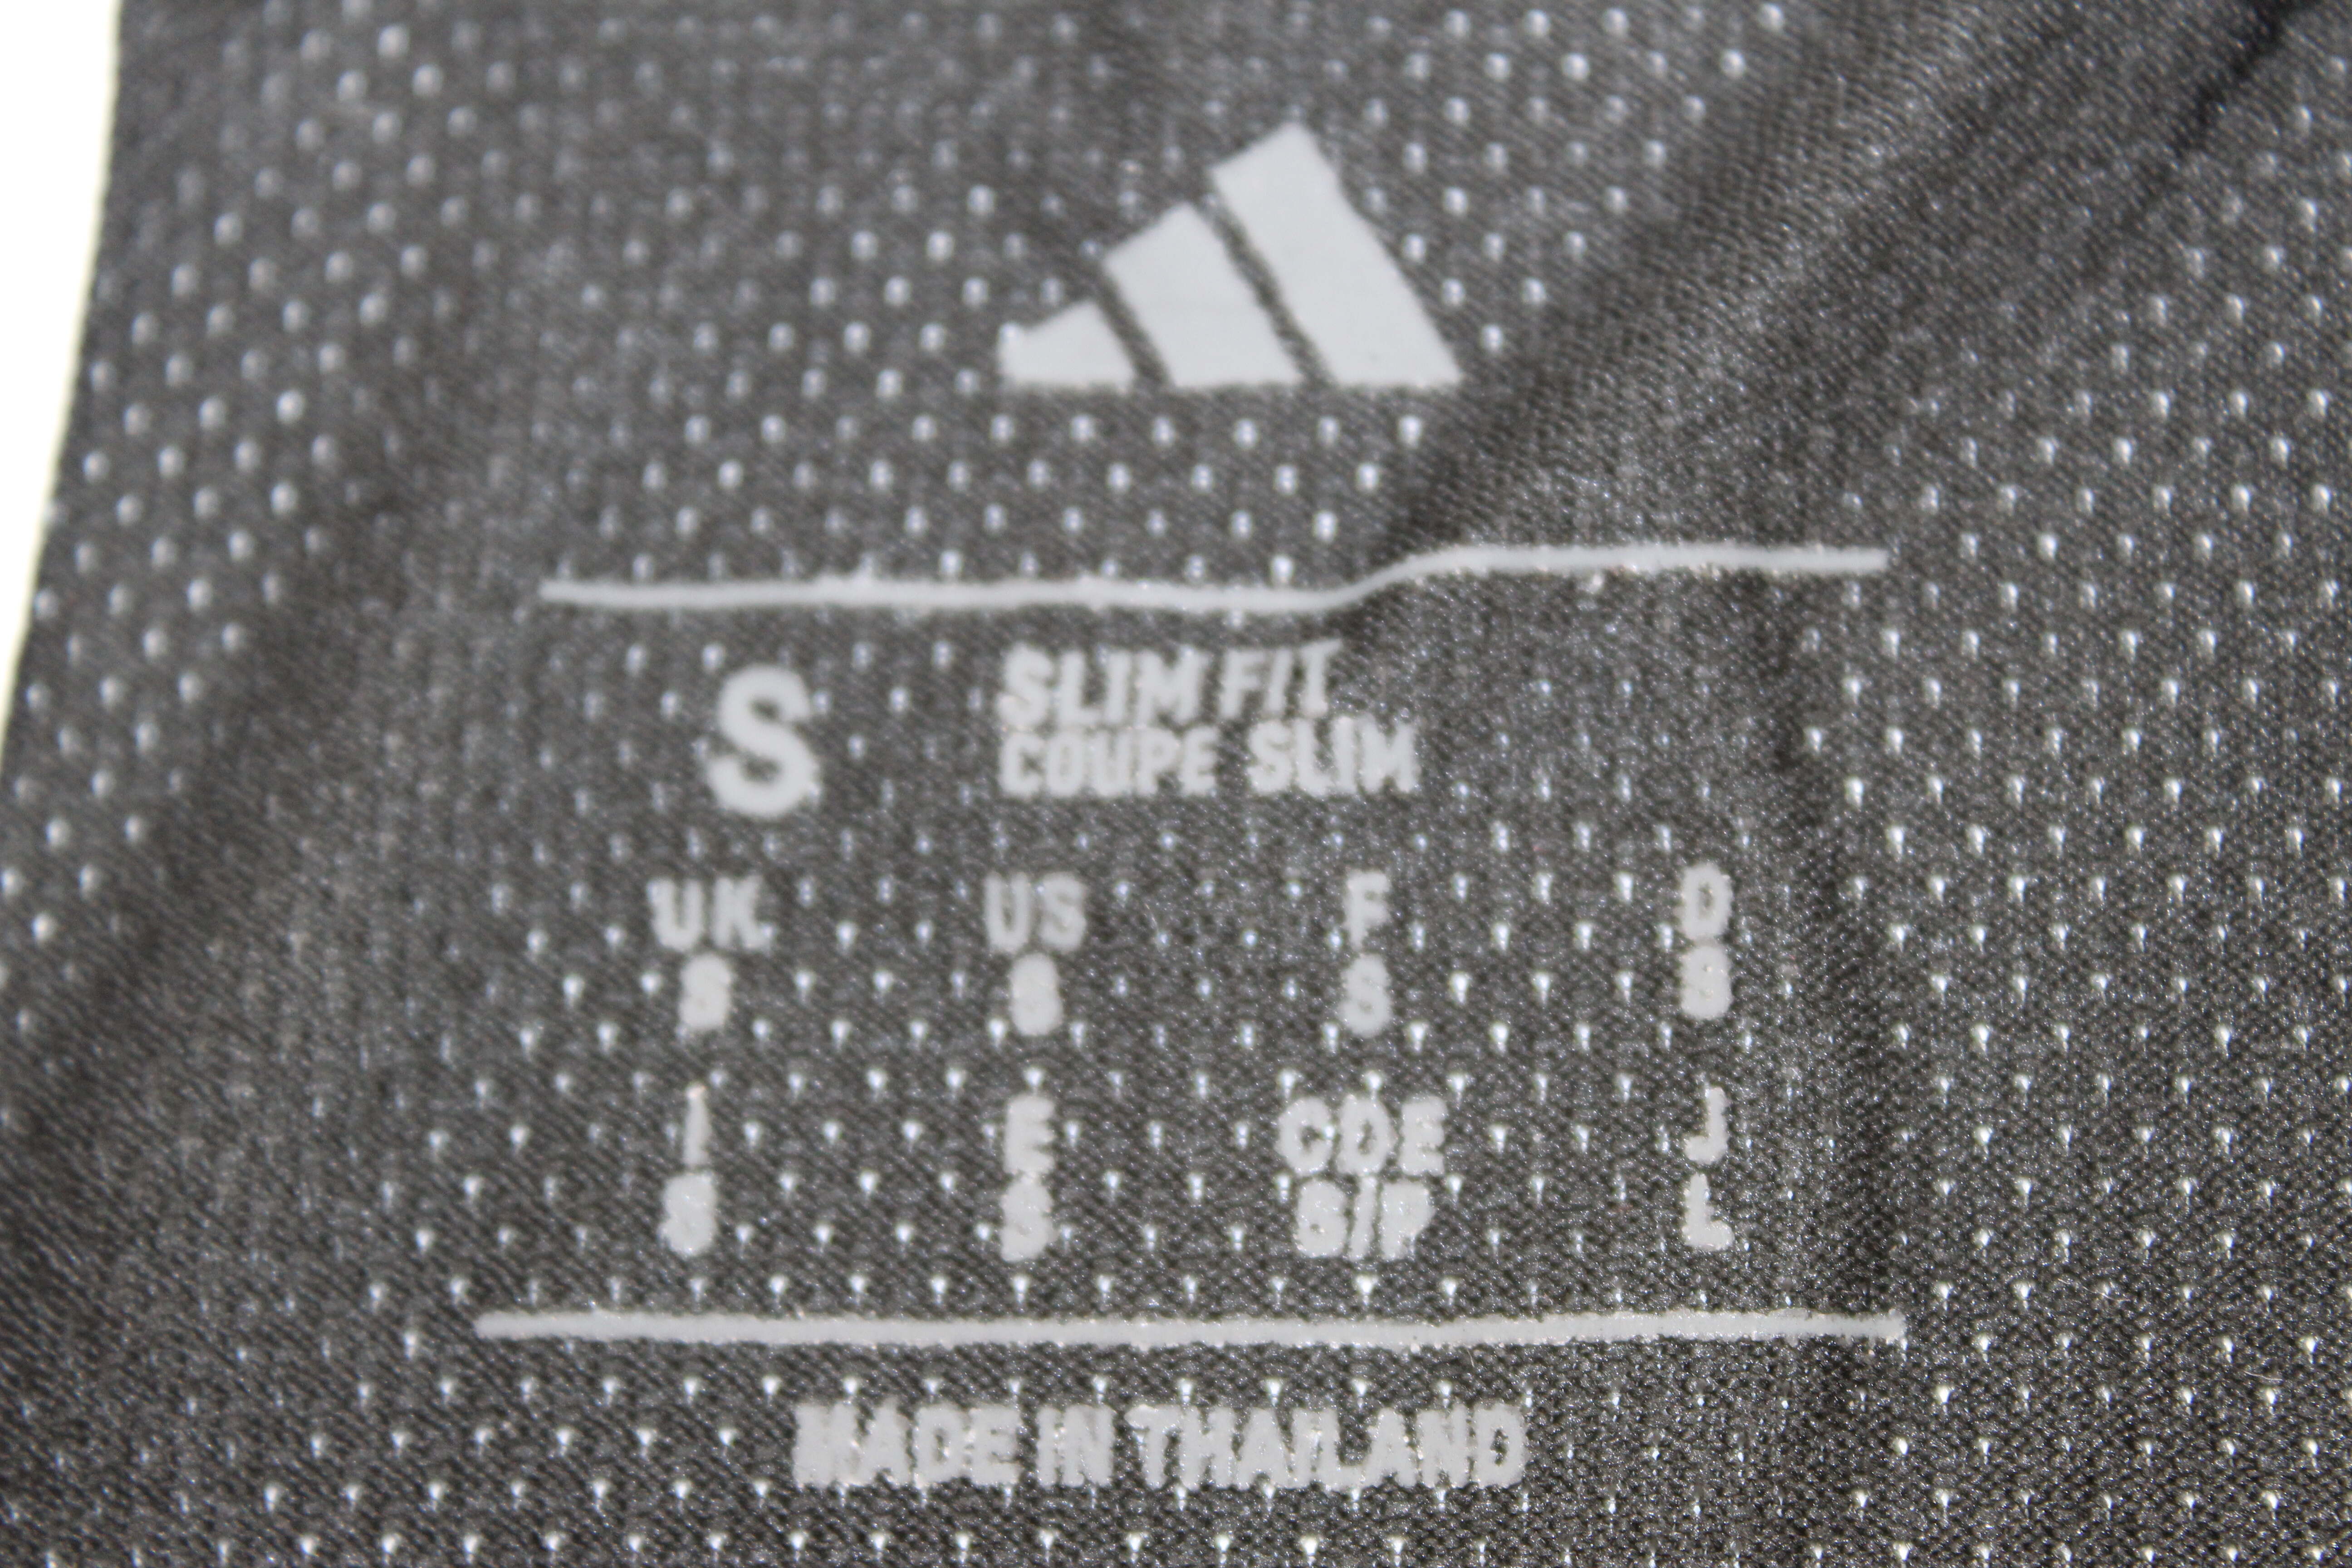 S
SLIM FIT
COUPE SLIM
UK US F D
S S S S
I E CDE J
S S S/P L
MADE IN THAILAND